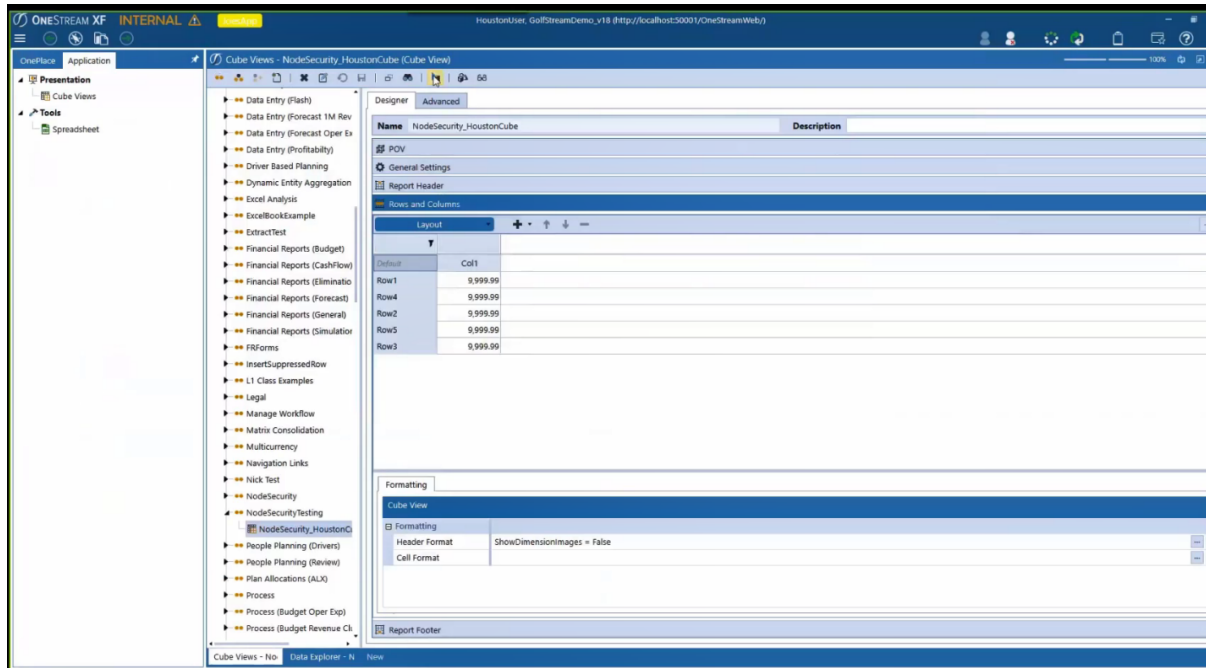 ONESTREAM XF INTERNAL
HoustonUser, GolfStreamDemo_v18 (http://localhost:50001/OneStreamWeb/)
OnePlace Application
Presentation
Cube Views
Tools
Spreadsheet
Cube Views - NodeSecurity_HoustonCube (Cube View)
100%
Data Entry (Flash)
Data Entry (Forecast 1M Rev
Data Entry (Forecast Oper Ex
Data Entry (Profitabilty)
Driver Based Planning
Dynamic Entity Aggregation
Excel Analysis
ExcelBookExample
ExtractTest
Financial Reports (Budget)
Financial Reports (CashFlow)
Financial Reports (Eliminatio
Financial Reports (Forecast)
Financial Reports (General)
Financial Reports (Simulation
FRForms
InsertSuppressedRow
L1 Class Examples
Legal
Manage Workflow
Matrix Consolidation
Multicurrency
Navigation Links
Nick Test
NodeSecurity
NodeSecurityTesting
NodeSecurity_HoustonCu
People Planning (Drivers)
People Planning (Review)
Plan Allocations (ALX)
Process
Process (Budget Oper Exp)
Process (Budget Revenue Cl
Designer Advanced
Name NodeSecurity_HoustonCube Description
POV
General Settings
Report Header
Rows and Columns
Layout
Default Col1
Row1 9,999.99
Row4 9,999.99
Row2 9,999.99
Row5 9,999.99
Row3 9,999.99
Formatting
Cube View
Formatting
Header Format ShowDimensionImages = False
Cell Format
Report Footer
Cube Views - No Data Explorer - N New